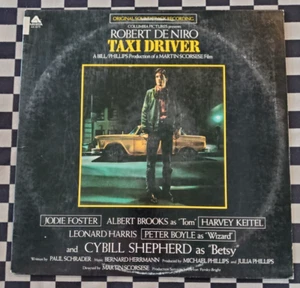 ORIGINAL SOUNDTRACK RECORDING
COLUMBIA PICTURES presents
ROBERT DE NIRO
TAXI DRIVER
A BILL/PHILLIPS Production of a MARTIN SCORSESE Film
JODIE FOSTER ALBERT BROOKS as "Tom" HARVEY KEITEL
LEONARD HARRIS PETER BOYLE as "Wizard"
and CYBILL SHEPHERD as "Betsy"
Written by PAUL SCHRADER Music BERNARD HERRMANN Produced by MICHAEL PHILLIPS and JULIA PHILLIPS
Directed by MARTIN SCORSESE